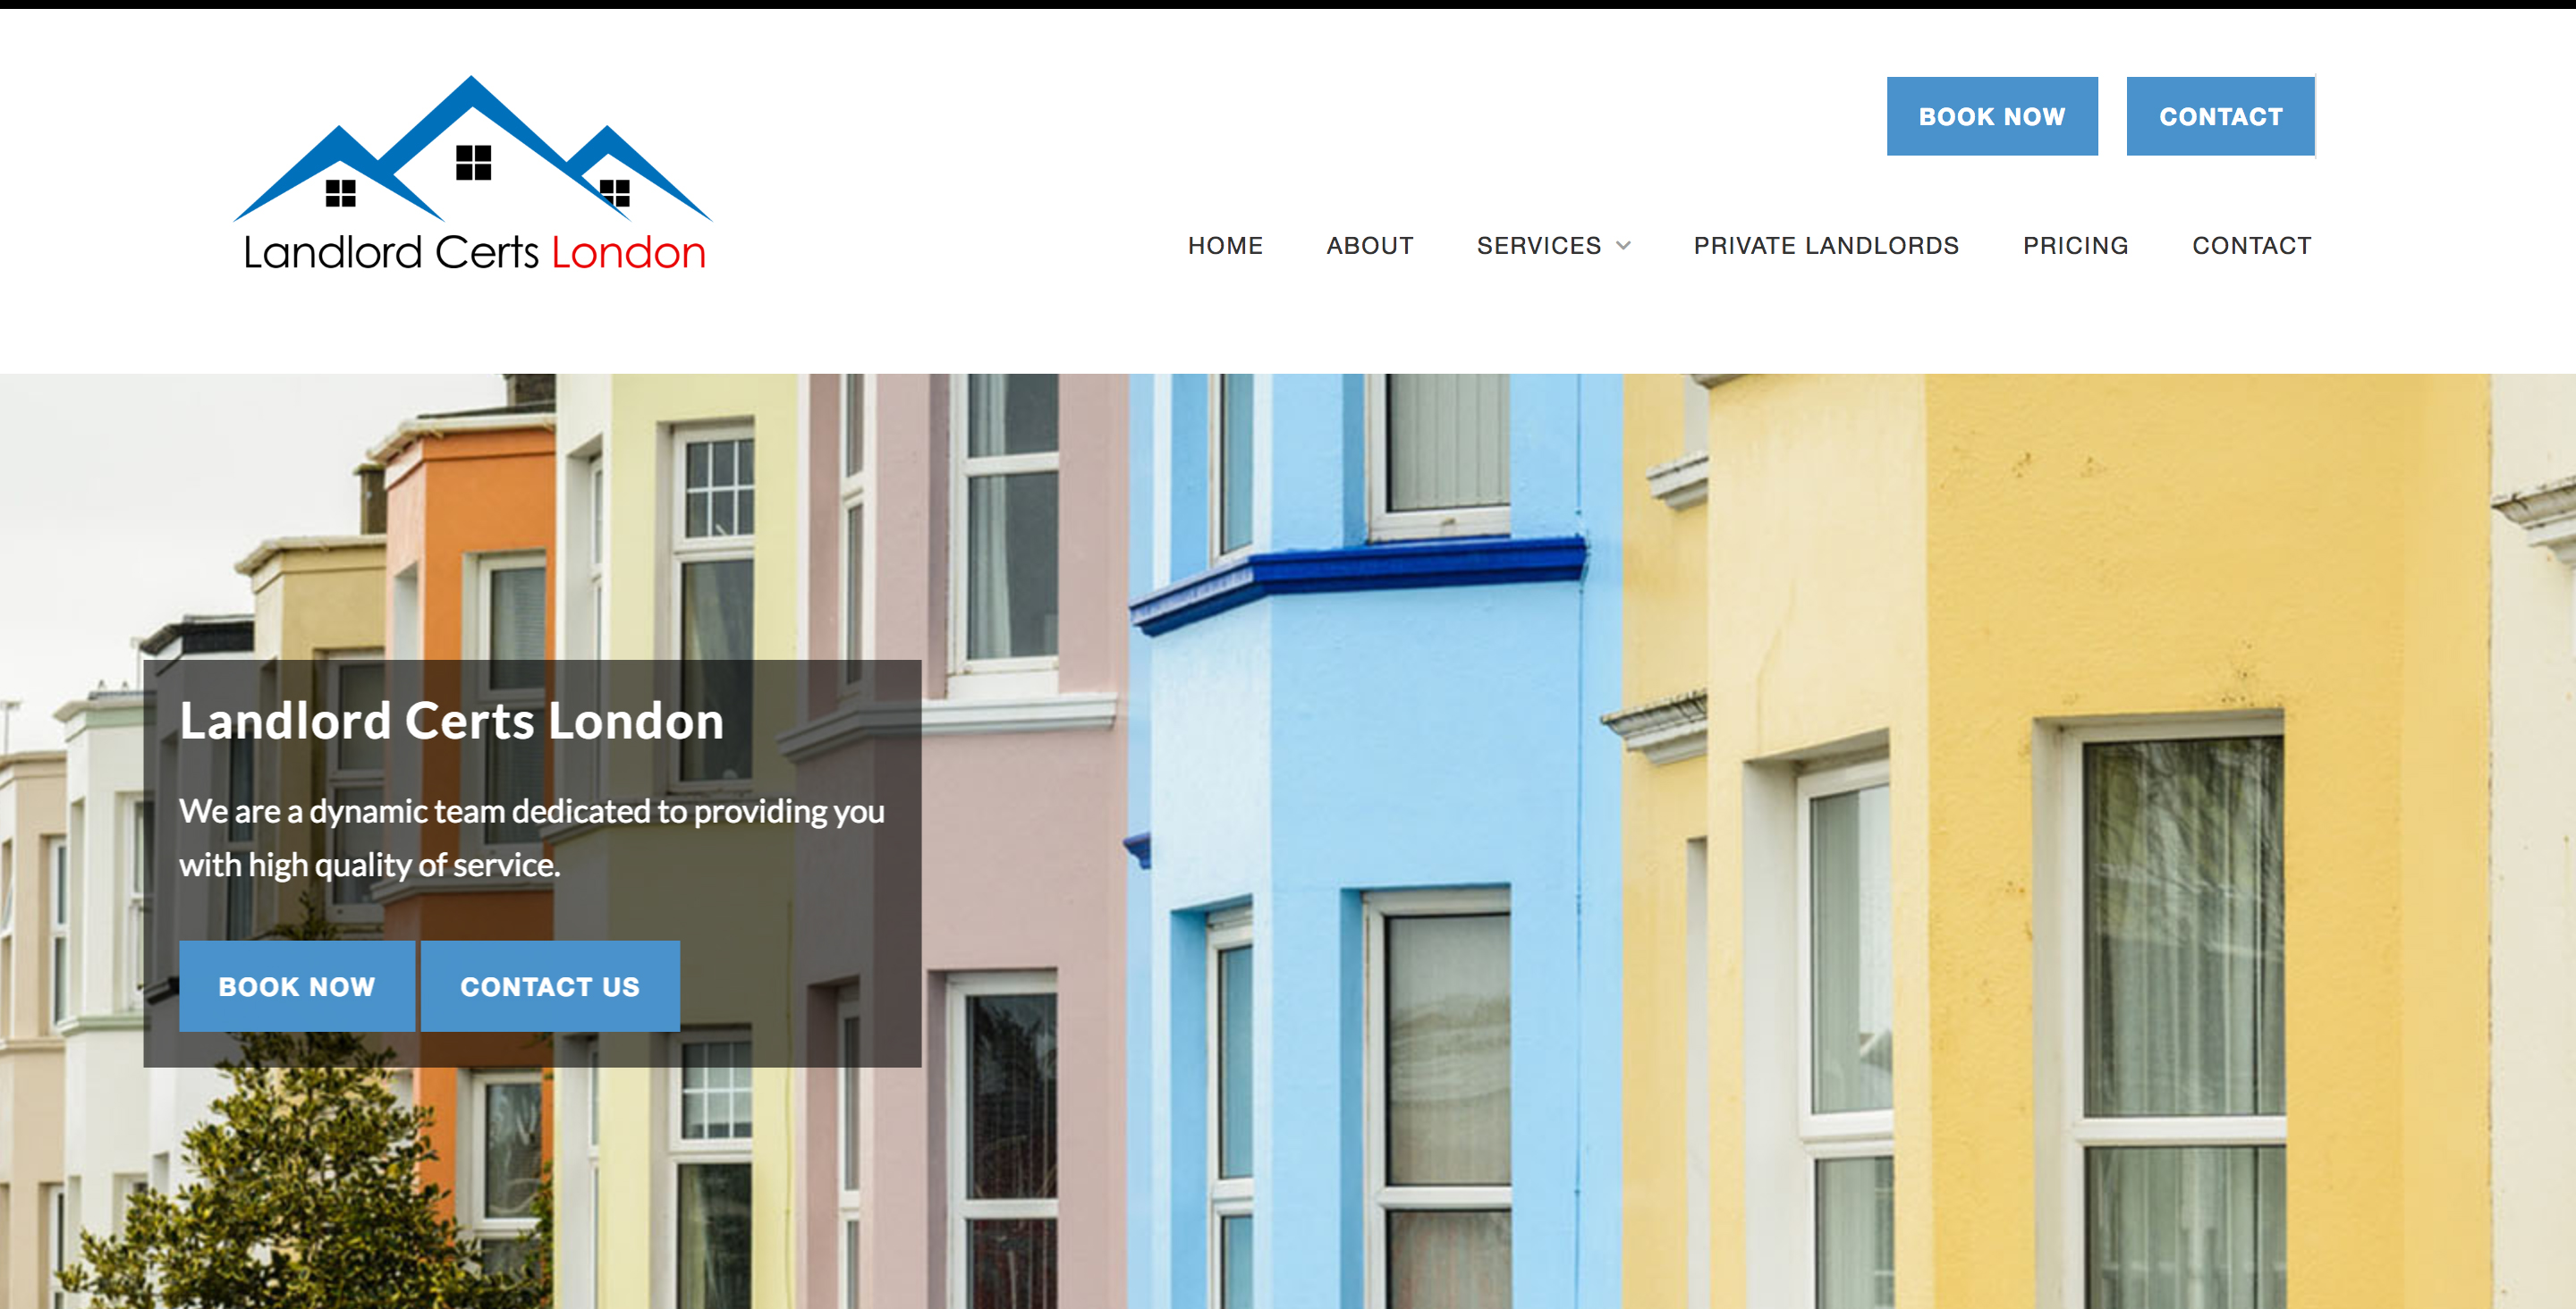 BOOK NOW
CONTACT
Landlord Certs London
HOME
ABOUT
SERVICES
PRIVATE LANDLORDS
PRICING
CONTACT
Landlord Certs London
We are a dynamic team dedicated to providing you
with high quality of service.
BOOK NOW
CONTACT US